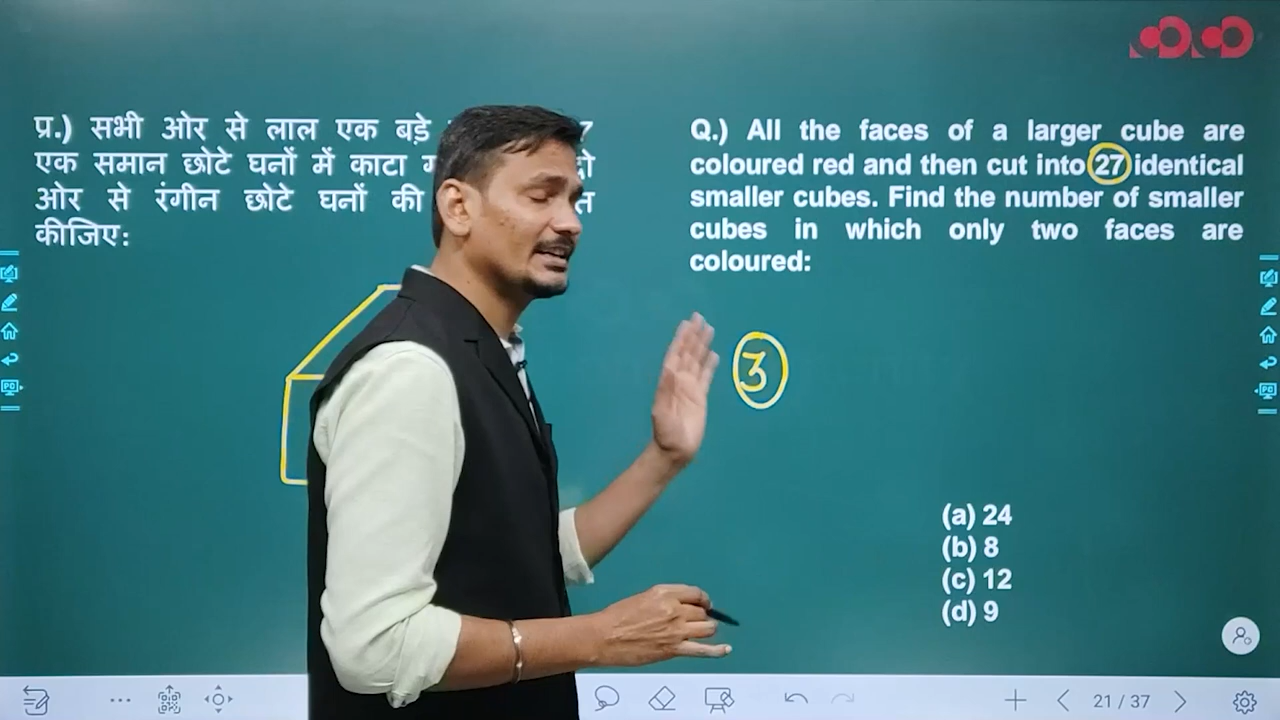 प्र.) सभी ओर से लाल एक बड़े
एक समान छोटे घनों में काटा
ओर से रंगीन छोटे घनों की
कीजिए:
Q.) All the faces of a larger cube are
coloured red and then cut into 27 identical
smaller cubes. Find the number of smaller
cubes in which only two faces are
coloured:
3
(a) 24
(b) 8
(c) 12
(d) 9
21 / 37